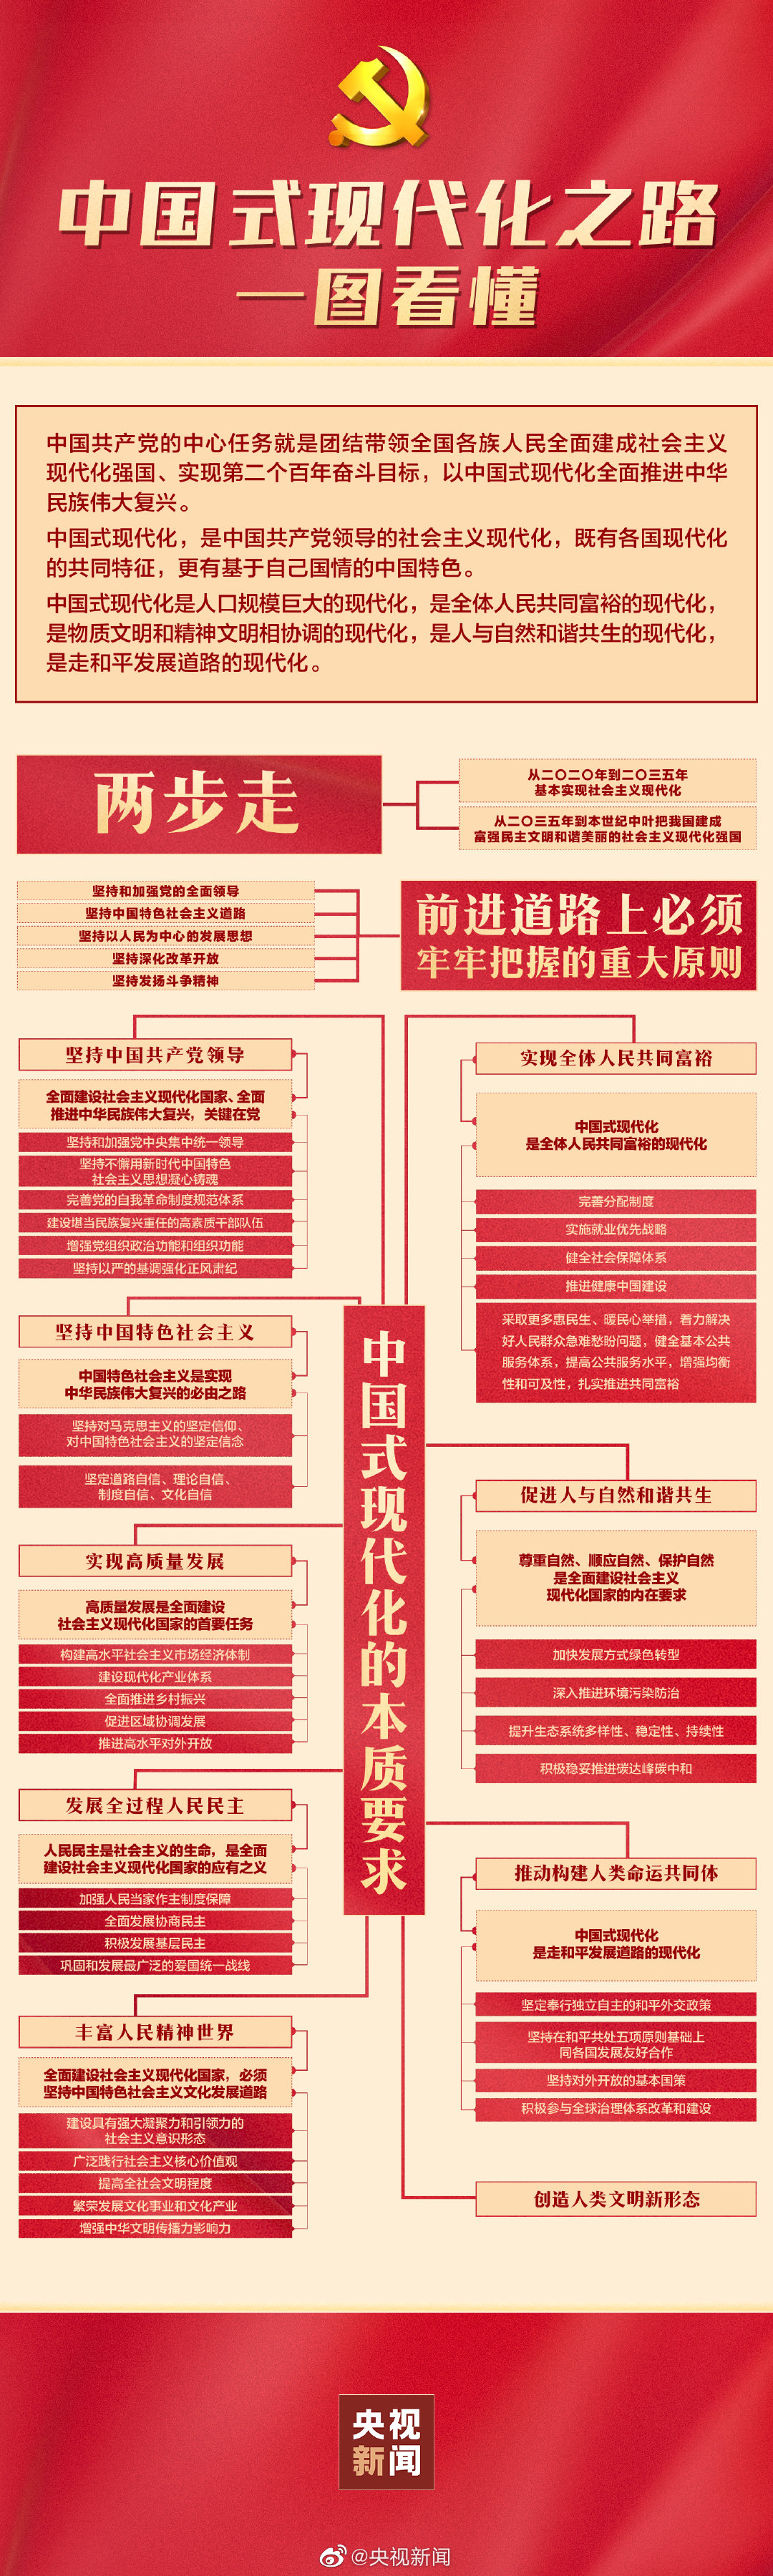 中国式现代化之路
一图看懂
中国共产党的中心任务就是团结带领全国各族人民全面建成社会主义
现代化强国、实现第二个百年奋斗目标，以中国式现代化全面推进中华
民族伟大复兴。
中国式现代化，是中国共产党领导的社会主义现代化，既有各国现代化
的共同特征，更有基于自己国情的中国特色。
中国式现代化是人口规模巨大的现代化，是全体人民共同富裕的现代化，
是物质文明和精神文明相协调的现代化，是人与自然和谐共生的现代化，
是走和平发展道路的现代化。
两步走
从二〇二〇年到二〇三五年
基本实现社会主义现代化
从二〇三五年到本世纪中叶把我国建成
富强民主文明和谐美丽的社会主义现代化强国
前进道路上必须
牢牢把握的重大原则
坚持和加强党的全面领导
坚持中国特色社会主义道路
坚持以人民为中心的发展思想
坚持深化改革开放
坚持发扬斗争精神
中国式现代化的本质要求
坚持中国共产党领导
全面建设社会主义现代化国家、全面
推进中华民族伟大复兴，关键在党
坚持和加强党中央集中统一领导
坚持不懈用新时代中国特色
社会主义思想凝心铸魂
完善党的自我革命制度规范体系
建设堪当民族复兴重任的高素质干部队伍
增强党组织政治功能和组织功能
坚持以严的基调强化正风肃纪
坚持中国特色社会主义
中国特色社会主义是实现
中华民族伟大复兴的必由之路
坚持对马克思主义的坚定信仰、
对中国特色社会主义的坚定信念
坚定道路自信、理论自信、
制度自信、文化自信
实现高质量发展
高质量发展是全面建设
社会主义现代化国家的首要任务
构建高水平社会主义市场经济体制
建设现代化产业体系
全面推进乡村振兴
促进区域协调发展
推进高水平对外开放
发展全过程人民民主
人民民主是社会主义的生命，是全面
建设社会主义现代化国家的应有之义
加强人民当家作主制度保障
全面发展协商民主
积极发展基层民主
巩固和发展最广泛的爱国统一战线
丰富人民精神世界
全面建设社会主义现代化国家，必须
坚持中国特色社会主义文化发展道路
建设具有强大凝聚力和引领力的
社会主义意识形态
广泛践行社会主义核心价值观
提高全社会文明程度
繁荣发展文化事业和文化产业
增强中华文明传播力影响力
实现全体人民共同富裕
中国式现代化
是全体人民共同富裕的现代化
完善分配制度
实施就业优先战略
健全社会保障体系
推进健康中国建设
采取更多惠民生、暖民心举措，着力解决
好人民群众急难愁盼问题，健全基本公共
服务体系，提高公共服务水平，增强均衡
性和可及性，扎实推进共同富裕
促进人与自然和谐共生
尊重自然、顺应自然、保护自然
是全面建设社会主义
现代化国家的内在要求
加快发展方式绿色转型
深入推进环境污染防治
提升生态系统多样性、稳定性、持续性
积极稳妥推进碳达峰碳中和
推动构建人类命运共同体
中国式现代化
是走和平发展道路的现代化
坚定奉行独立自主的和平外交政策
坚持在和平共处五项原则基础上
同各国发展友好合作
坚持对外开放的基本国策
积极参与全球治理体系改革和建设
创造人类文明新形态
央视
新闻
@央视新闻